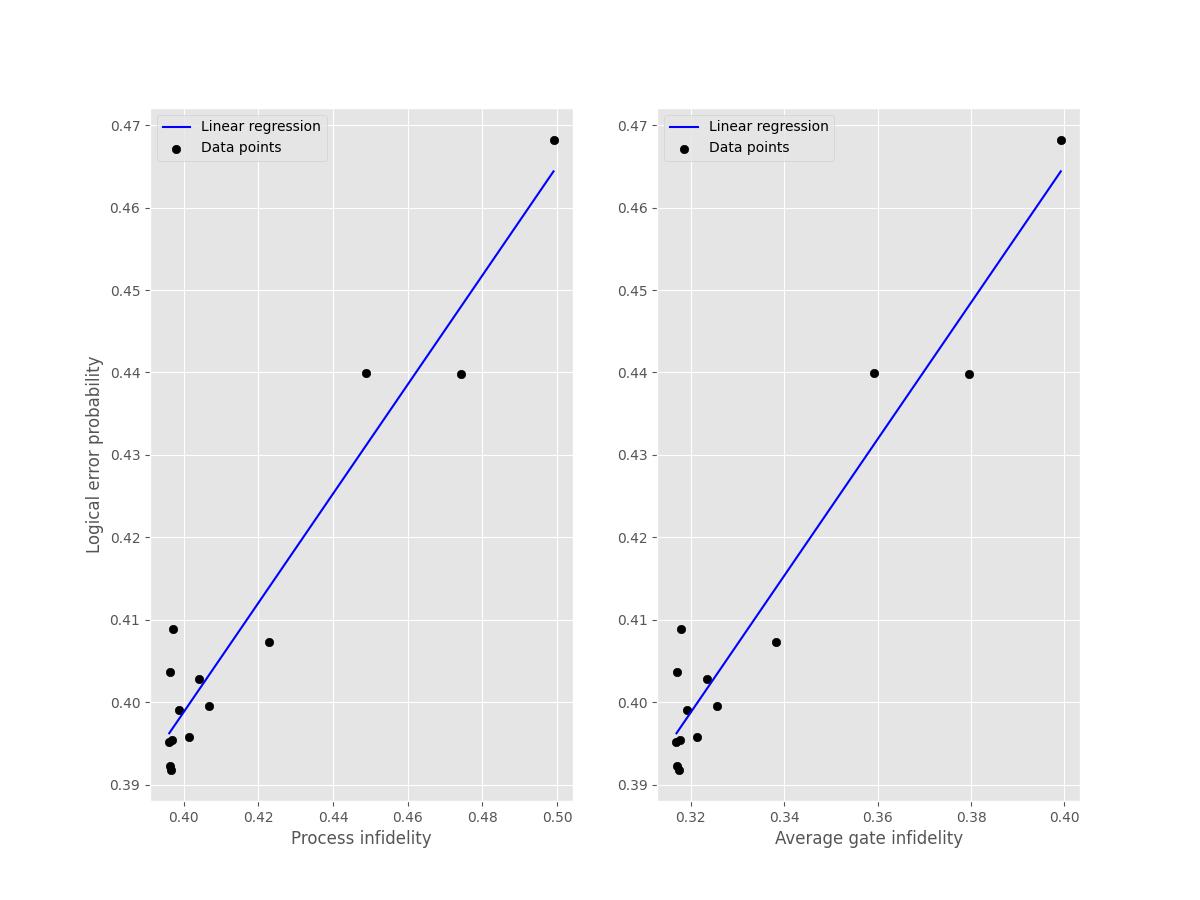 Linear regression
Data points
0.47
0.46
0.45
0.44
0.43
0.42
0.41
0.40
0.39
Logical error probability
0.40 0.42 0.44 0.46 0.48 0.50
Process infidelity
Linear regression
Data points
0.47
0.46
0.45
0.44
0.43
0.42
0.41
0.40
0.39
0.32 0.34 0.36 0.38 0.40
Average gate infidelity